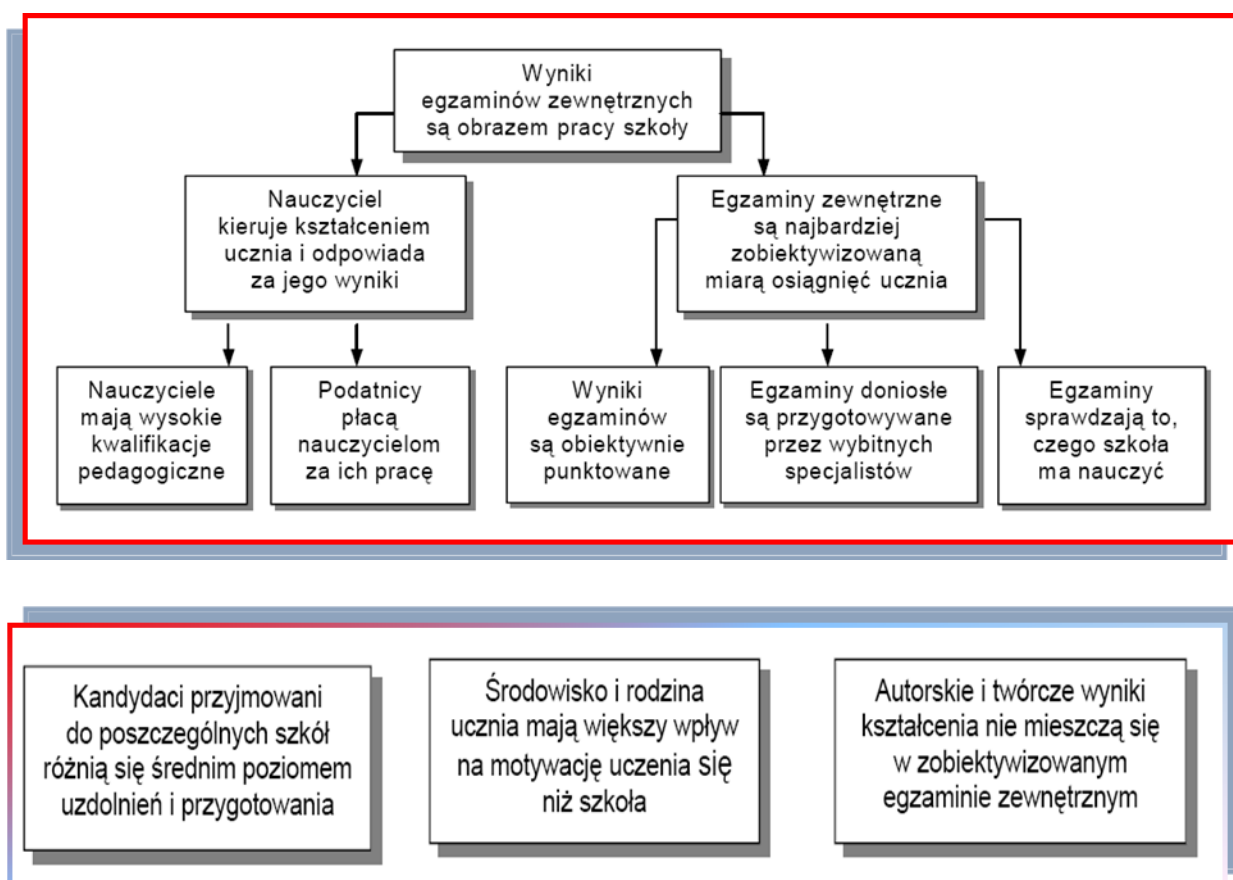 Wyniki
egzaminów zewnętrznych
są obrazem pracy szkoły
Nauczyciel
kieruje kształceniem
ucznia i odpowiada
za jego wyniki
Egzaminy zewnętrzne
są najbardziej
zobiektywizowaną
miarą osiągnięć ucznia
Nauczyciele
mają wysokie
kwalifikacje
pedagogiczne
Podatnicy
płacą
nauczycielom
za ich pracę
Wyniki
egzaminów
są obiektywnie
punktowane
Egzaminy doniosłe
są przygotowywane
przez wybitnych
specjalistów
Egzaminy
sprawdzają to,
czego szkoła
ma nauczyć
Kandydaci przyjmowani
do poszczególnych szkół
różnią się średnim poziomem
uzdolnień i przygotowania
Środowisko i rodzina
ucznia mają większy wpływ
na motywację uczenia się
niż szkoła
Autorskie i twórcze wyniki
kształcenia nie mieszczą się
w zobiektywizowanym
egzaminie zewnętrznym